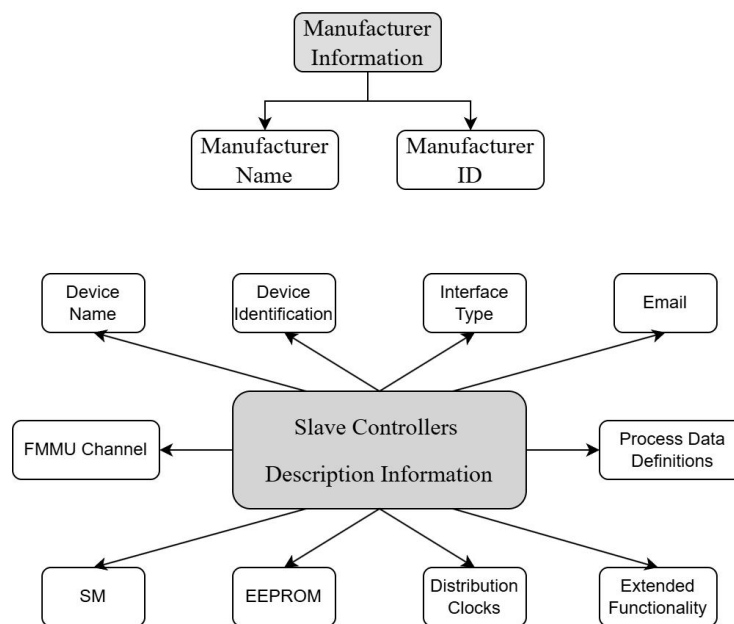 Manufacturer
Information
Manufacturer
Name
Manufacturer
ID
Device
Name
Device
Identification
Interface
Type
Email
FMMU Channel
Slave Controllers
Description Information
Process Data
Definitions
SM
EEPROM
Distribution
Clocks
Extended
Functionality